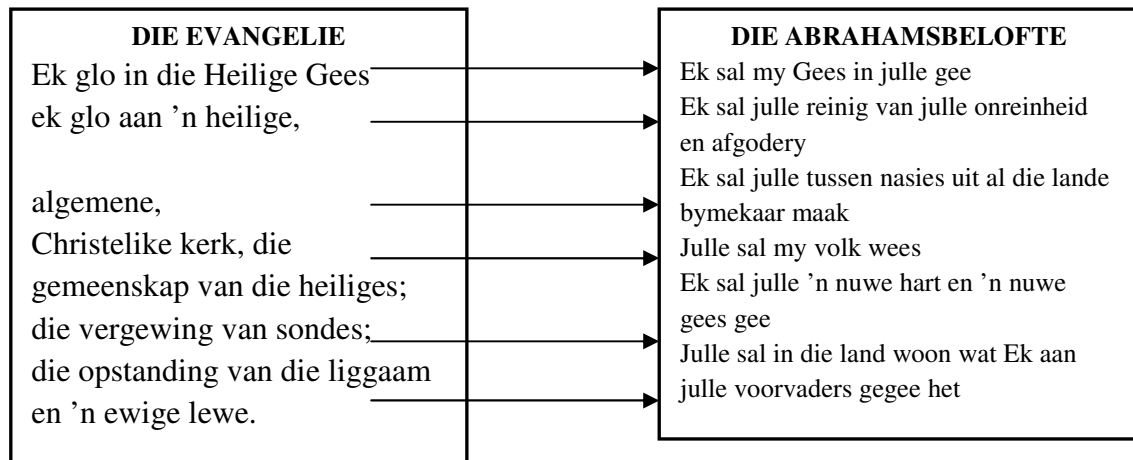 DIE EVANGELIE
Ek glo in die Heilige Gees
ek glo aan ’n heilige,
algemene,
Christelike kerk, die
gemeenskap van die heiliges;
die vergewing van sondes;
die opstanding van die liggaam
en ’n ewige lewe.
DIE ABRAHAMSBELOFTE
Ek sal my Gees in julle gee
Ek sal julle reinig van julle onreinheid
en afgodery
Ek sal julle tussen nasies uit al die lande
bymekaar maak
Julle sal my volk wees
Ek sal julle ’n nuwe hart en ’n nuwe
gees gee
Julle sal in die land woon wat Ek aan
julle voorvaders gegee het